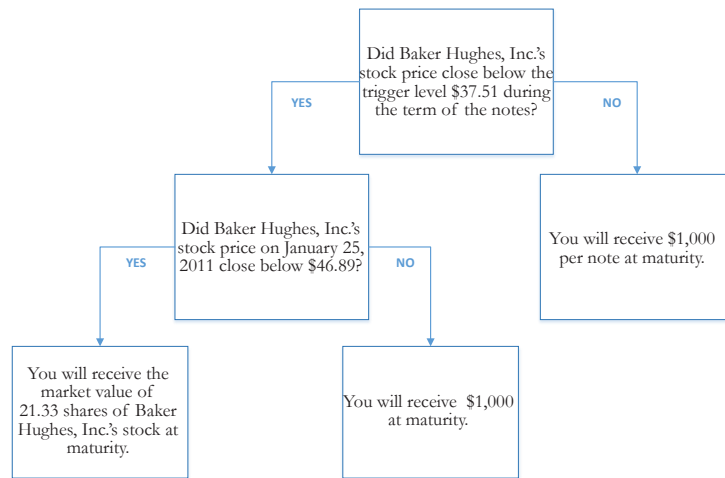 Did Baker Hughes, Inc.'s
stock price close below the
trigger level $37.51 during
the term of the notes?
YES
NO
Did Baker Hughes, Inc.'s
stock price on January 25,
2011 close below $46.89?
You will receive $1,000
per note at maturity.
YES
NO
You will receive the
market value of
21.33 shares of Baker
Hughes, Inc.'s stock at
maturity.
You will receive $1,000
at maturity.